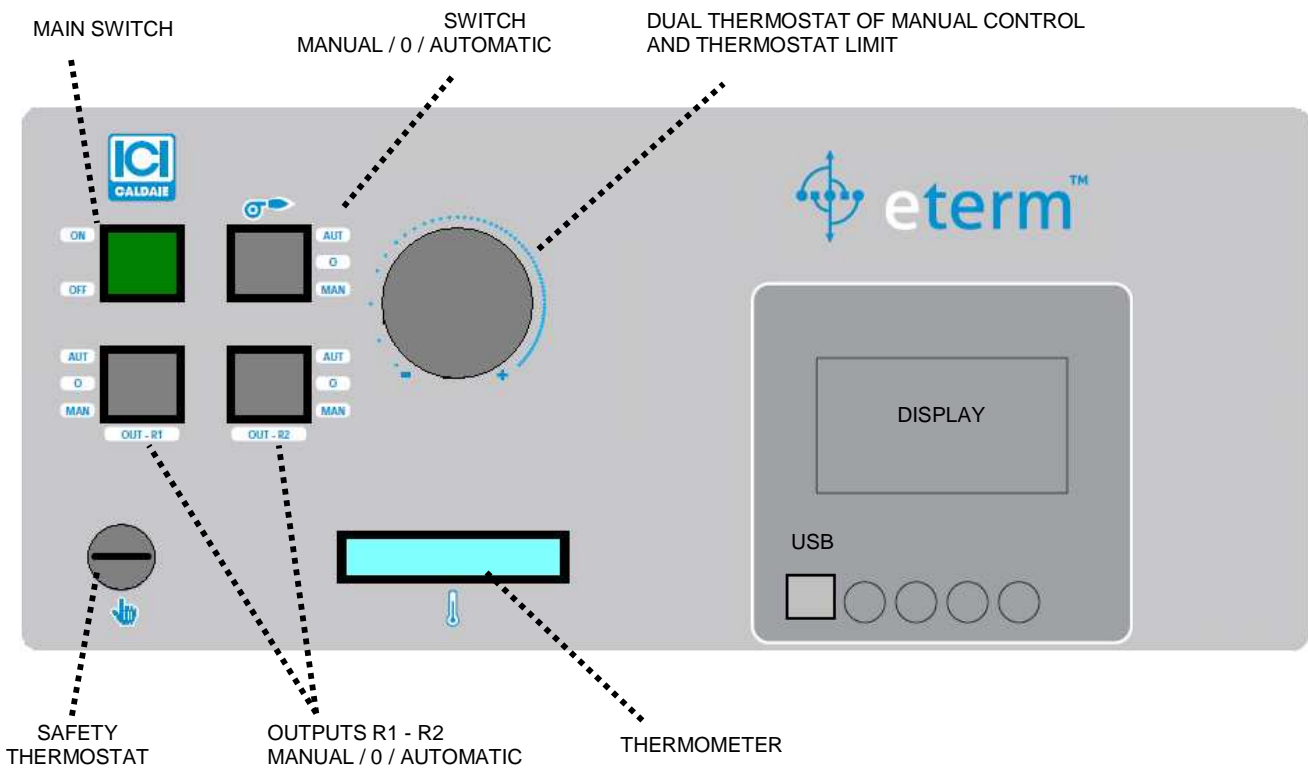 MAIN SWITCH
SWITCH
MANUAL / 0 / AUTOMATIC
DUAL THERMOSTAT OF MANUAL CONTROL
AND THERMOSTAT LIMIT
ICI
CALDAIE
eterm™
ON
OFF
AUT
O
MAN
AUT
O
MAN
OUT - R1
AUT
O
MAN
OUT - R2
- +
DISPLAY
USB
SAFETY
THERMOSTAT
OUTPUTS R1 - R2
MANUAL / 0 / AUTOMATIC
THERMOMETER